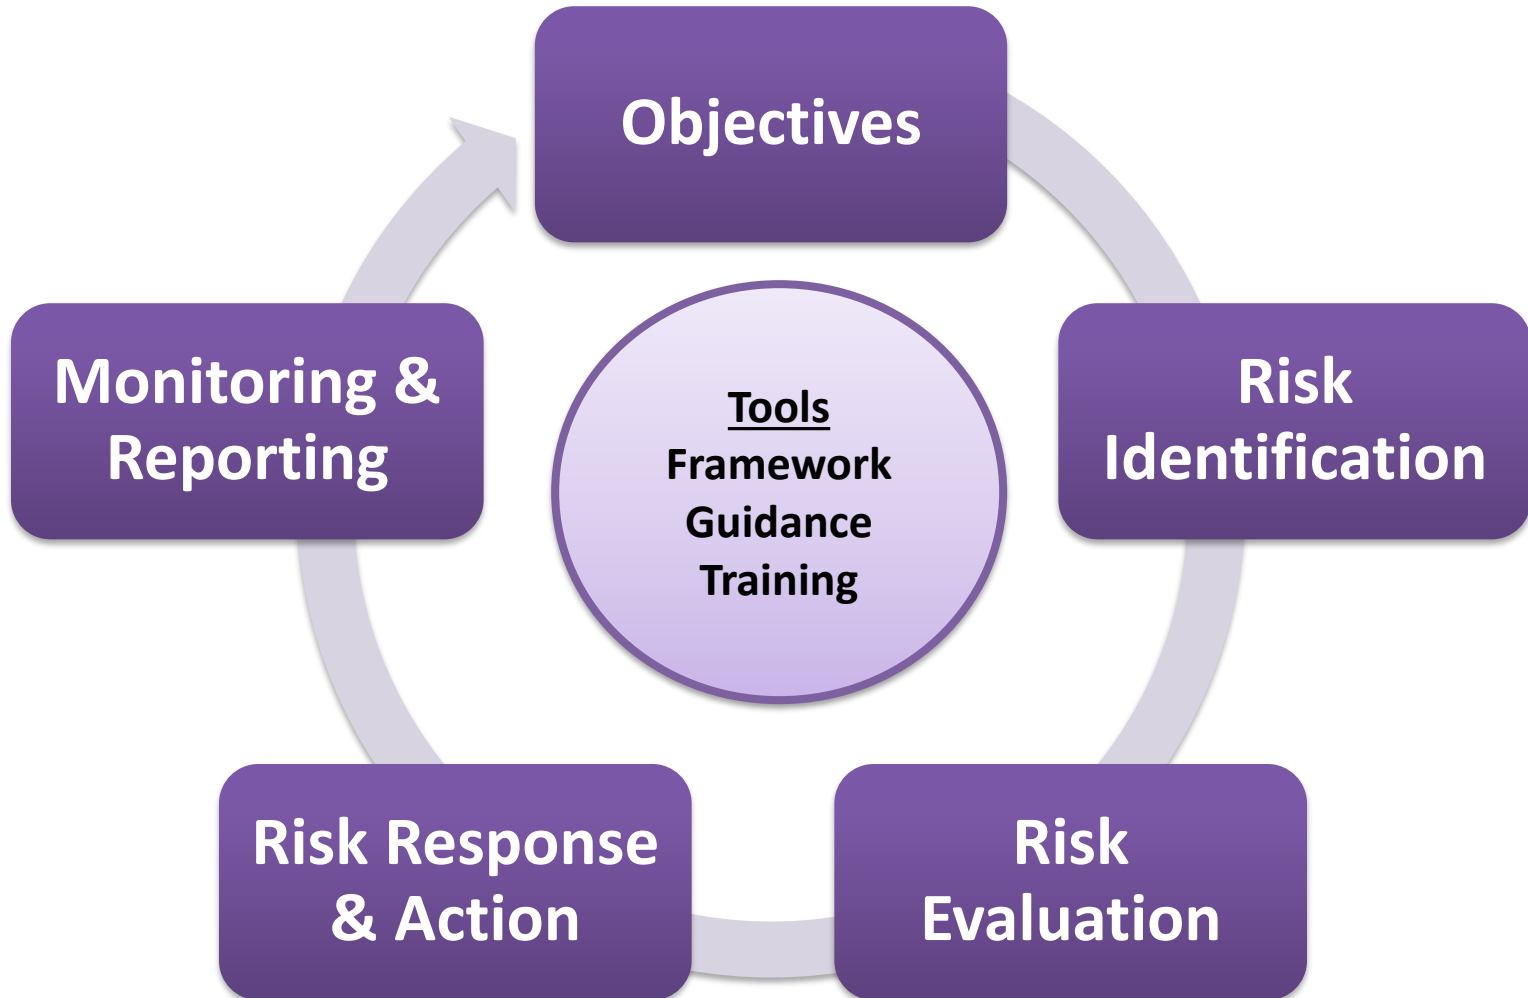 Objectives
Risk
Identification
Risk
Evaluation
Risk Response
& Action
Monitoring &
Reporting
Tools
Framework
Guidance
Training